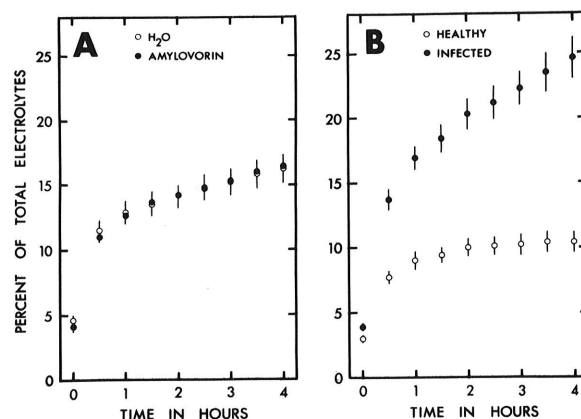 A
H₂O
AMYLOVORIN
25
20
15
10
5
0
PERCENT OF TOTAL ELECTROLYTES
0 1 2 3 4
TIME IN HOURS
B
HEALTHY
INFECTED
25
20
15
10
5
0
0 1 2 3 4
TIME IN HOURS